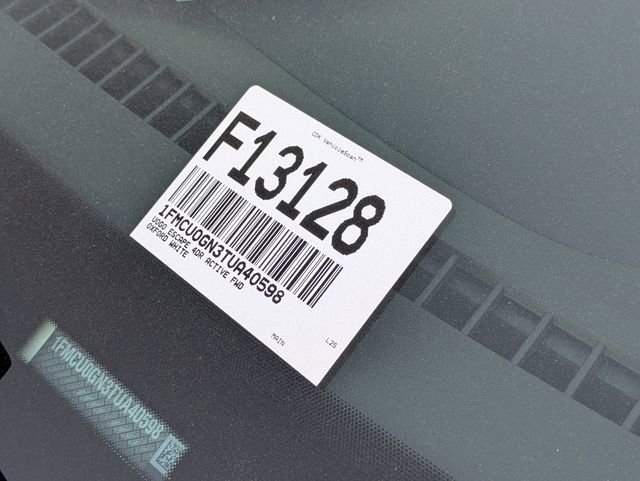 CDK VehicleScan™
F13128
1FMCU0GN3TUA40598
U0G0 ESCAPE 4DR ACTIVE FWD
OXFORD WHITE
MAIN
L25
1FMCU0GN3TUA40598